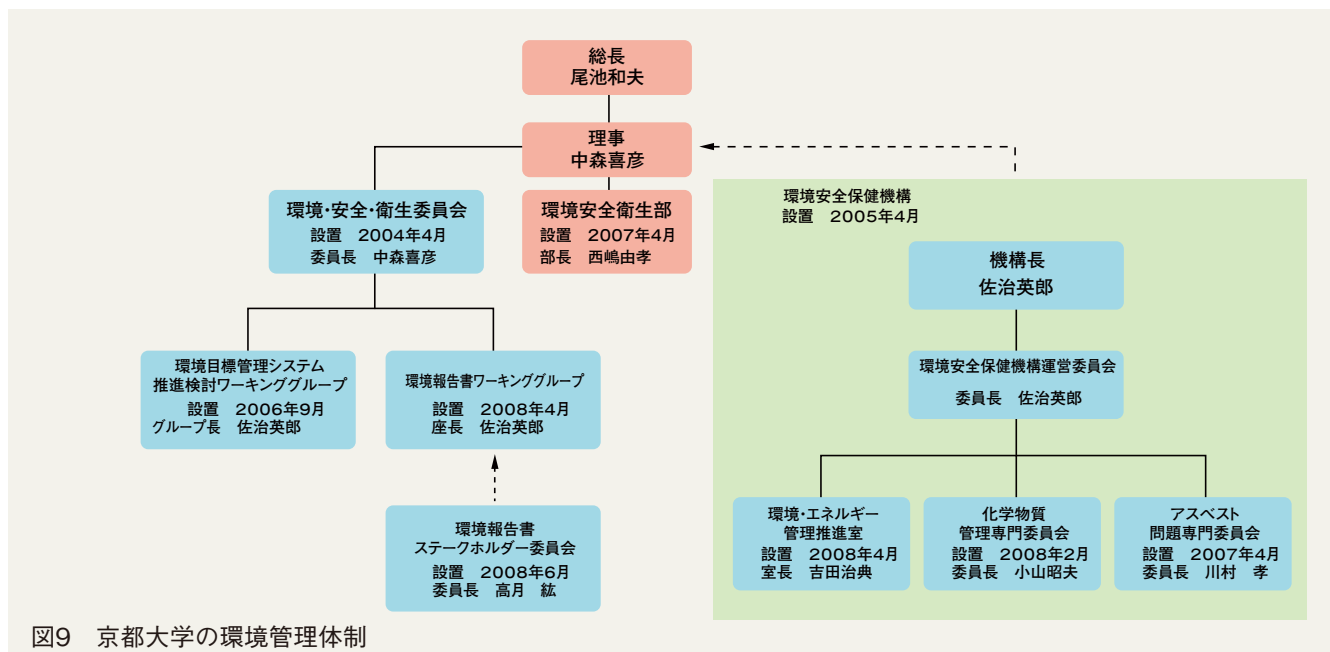 総長
尾池和夫
理事
中森喜彦
環境・安全・衛生委員会
設置　2004年4月
委員長　中森喜彦
環境安全衛生部
設置　2007年4月
部長　西嶋由孝
環境目標管理システム
推進検討ワーキンググループ
設置　2006年9月
グループ長　佐治英郎
環境報告書ワーキンググループ
設置　2008年4月
座長　佐治英郎
環境報告書
ステークホルダー委員会
設置　2008年6月
委員長　高月　紘
環境安全保健機構
設置　2005年4月
機構長
佐治英郎
環境安全保健機構運営委員会
委員長　佐治英郎
環境・エネルギー
管理推進室
設置　2008年4月
室長　吉田治典
化学物質
管理専門委員会
設置　2008年2月
委員長　小山昭夫
アスベスト
問題専門委員会
設置　2007年4月
委員長　川村　孝
図9　京都大学の環境管理体制